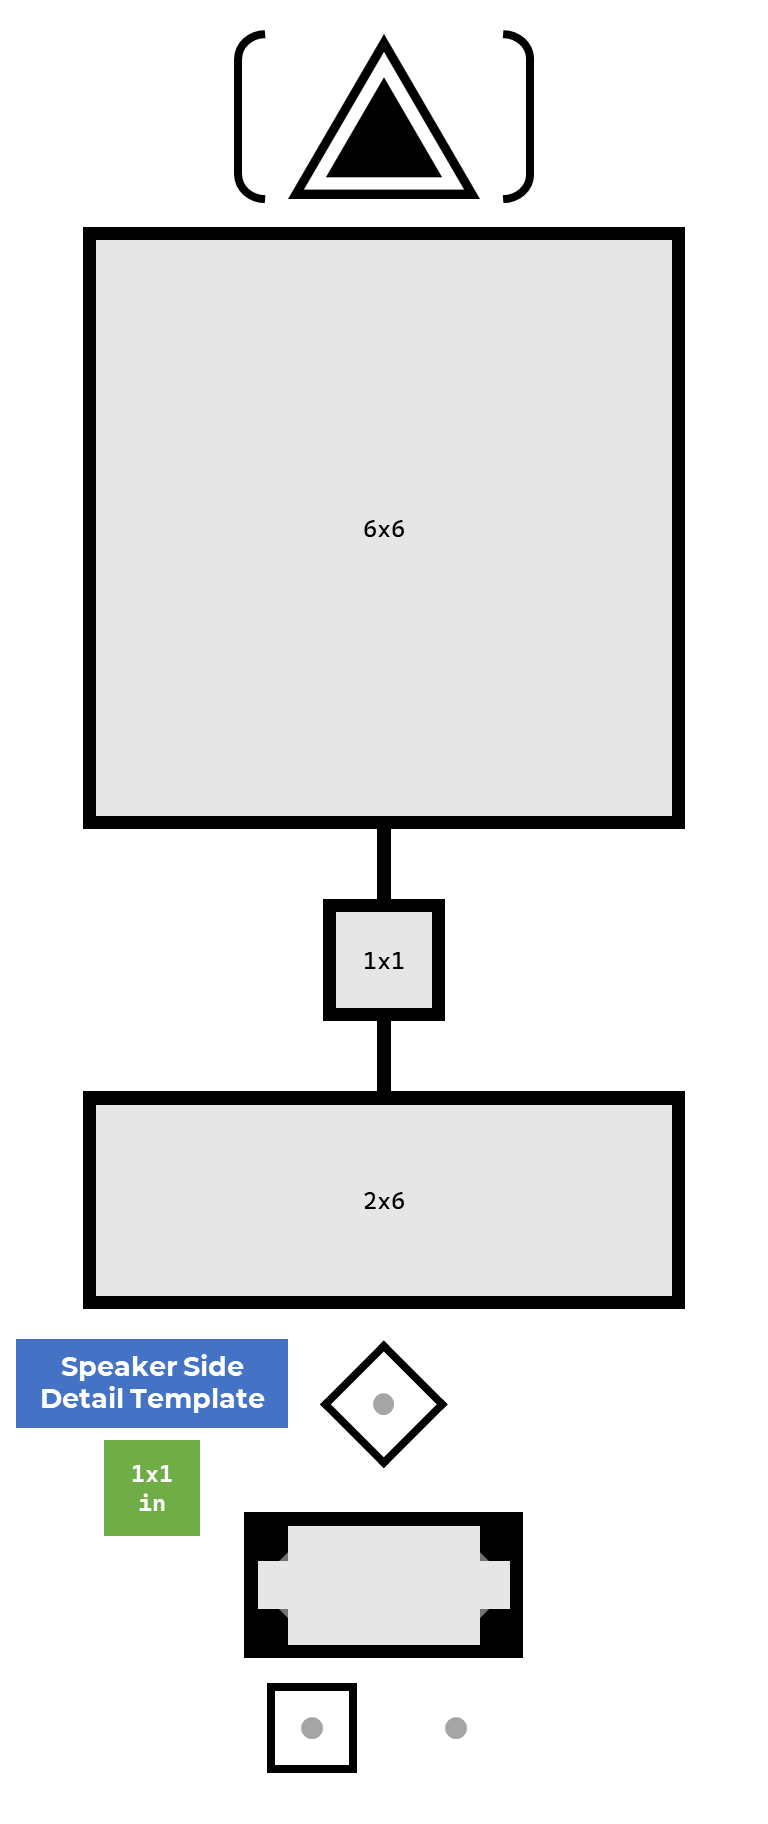 6x6
1x1
2x6
Speaker Side
Detail Template
1x1
in